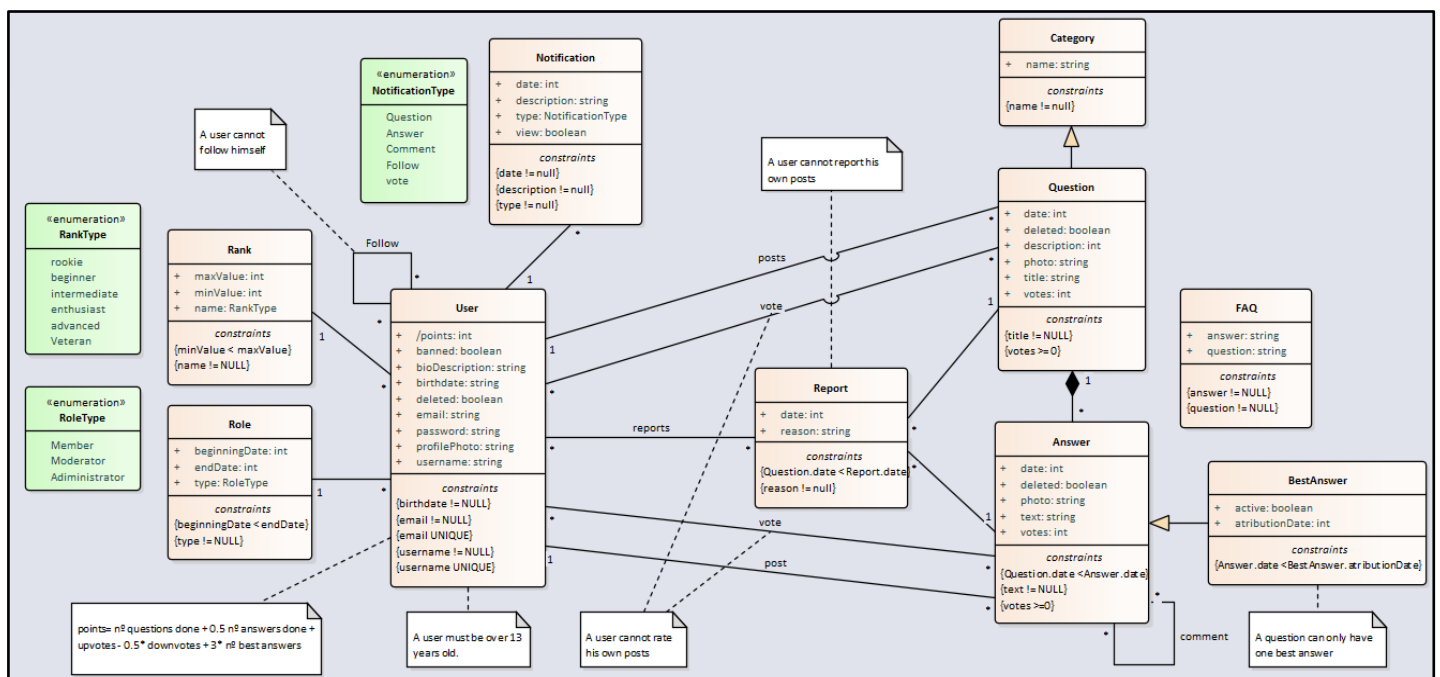 Category
+ name: string
constraints
{name != null}
Notification
+ date: int
+ description: string
+ type: NotificationType
+ view: boolean
constraints
{date != null}
{description != null}
{type != null}
«enumeration»
NotificationType
Question
Answer
Comment
Follow
vote
A user cannot
follow himself
A user cannot report his
own posts
Question
+ date: int
+ deleted: boolean
+ description: int
+ photo: string
+ title: string
+ votes: int
constraints
{title != NULL}
{votes >=0}
«enumeration»
RankType
rookie
beginner
intermediate
enthusiast
advanced
Veteran
Rank
+ maxValue: int
+ minValue: int
+ name: RankType
constraints
{minValue < maxValue}
{name != NULL}
Follow
*
*
*
1
1
*
posts
*
1
vote
*
*
User
+ /points: int
+ banned: boolean
+ bioDescription: string
+ birthdate: string
+ deleted: boolean
+ email: string
+ password: string
+ profilePhoto: string
+ username: string
constraints
{birthdate != NULL}
{email != NULL}
{email UNIQUE}
{username != NULL}
{username UNIQUE}
FAQ
+ answer: string
+ question: string
constraints
{answer != NULL}
{question != NULL}
«enumeration»
RoleType
Member
Moderator
Adiministrator
Role
+ beginningDate: int
+ endDate: int
+ type: RoleType
constraints
{beginningDate < endDate}
{type != NULL}
1
*
*
reports
*
Report
+ date: int
+ reason: string
constraints
{Question.date < Report.date}
{reason != null}
1
*
*
1
1
*
Answer
+ date: int
+ deleted: boolean
+ photo: string
+ text: string
+ votes: int
constraints
{Question.date < Answer.date}
{text != NULL}
{votes >=0}
BestAnswer
+ active: boolean
+ atributionDate: int
constraints
{Answer.date < BestAnswer.atributionDate}
*
vote
*
1
post
*
*
*
comment
points= nº questions done + 0.5 nº answers done +
upvotes - 0.5* downvotes + 3* nº best answers
A user must be over 13
years old.
A user cannot rate
his own posts
A question can only have
one best answer